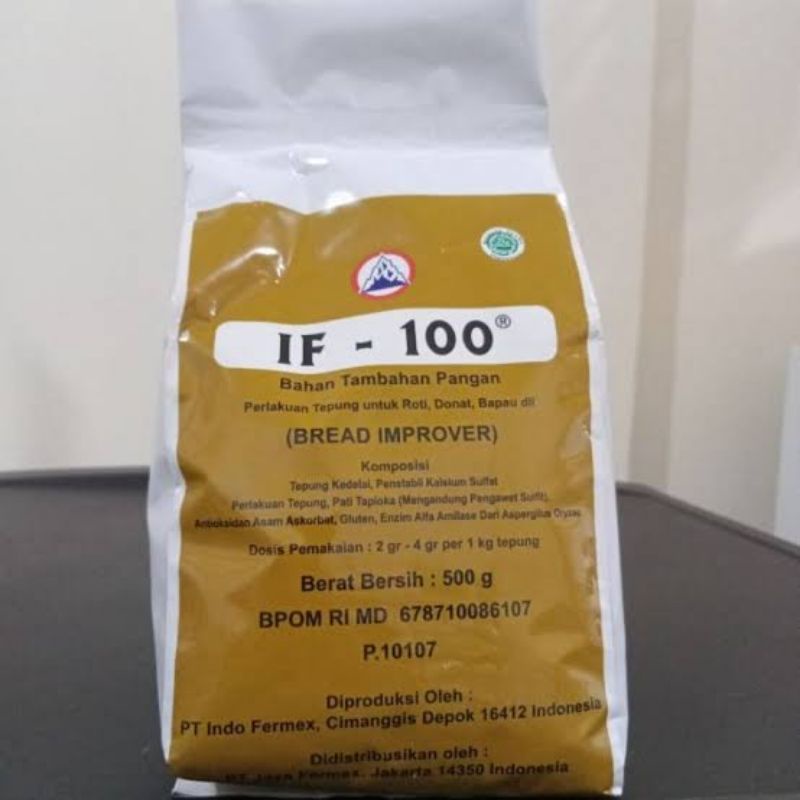 IF - 100®
Bahan Tambahan Pangan
Perlakuan Tepung untuk Roti, Donat, Bapau dll
(BREAD IMPROVER)
Komposisi
Tepung Kedelai, Penstabil Kalsium Sulfat
Perlakuan Tepung, Pati Tapioka (Mengandung Pengawet Sulfit),
Antioksidan Asam Askorbat, Gluten, Enzim Alfa Amilase Dari Aspergillus Oryzae
Dosis Pemakaian : 2 gr - 4 gr per 1 kg tepung
Berat Bersih : 500 g
BPOM RI MD 678710086107
P.10107
Diproduksi Oleh :
PT Indo Fermex, Cimanggis Depok 16412 Indonesia
Didistribusikan oleh :
PT. Jaya Fermex, Jakarta 14350 Indonesia